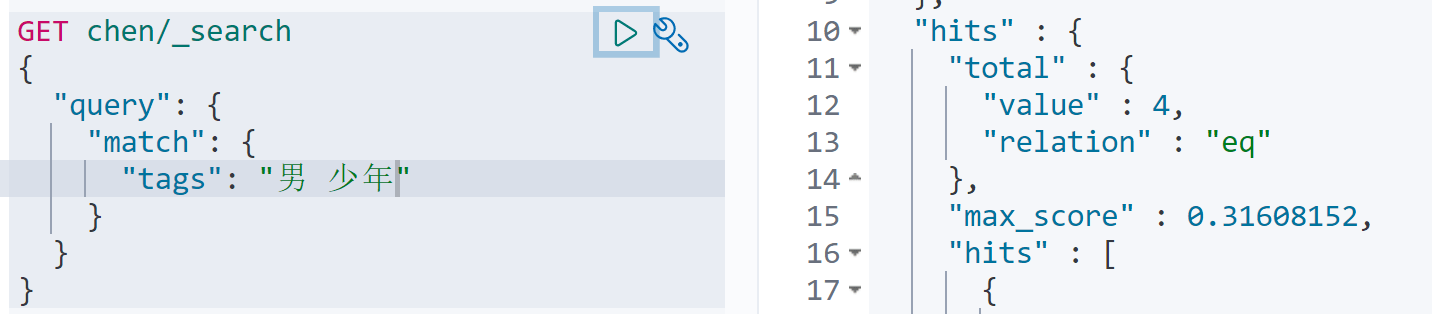 GET chen/_search
{
"query": {
"match": {
"tags": "男 少年"
}
}
}
9 },
10 "hits" : {
11 "total" : {
12 "value" : 4,
13 "relation" : "eq"
14 },
15 "max_score" : 0.31608152,
16 "hits" : [
17 {